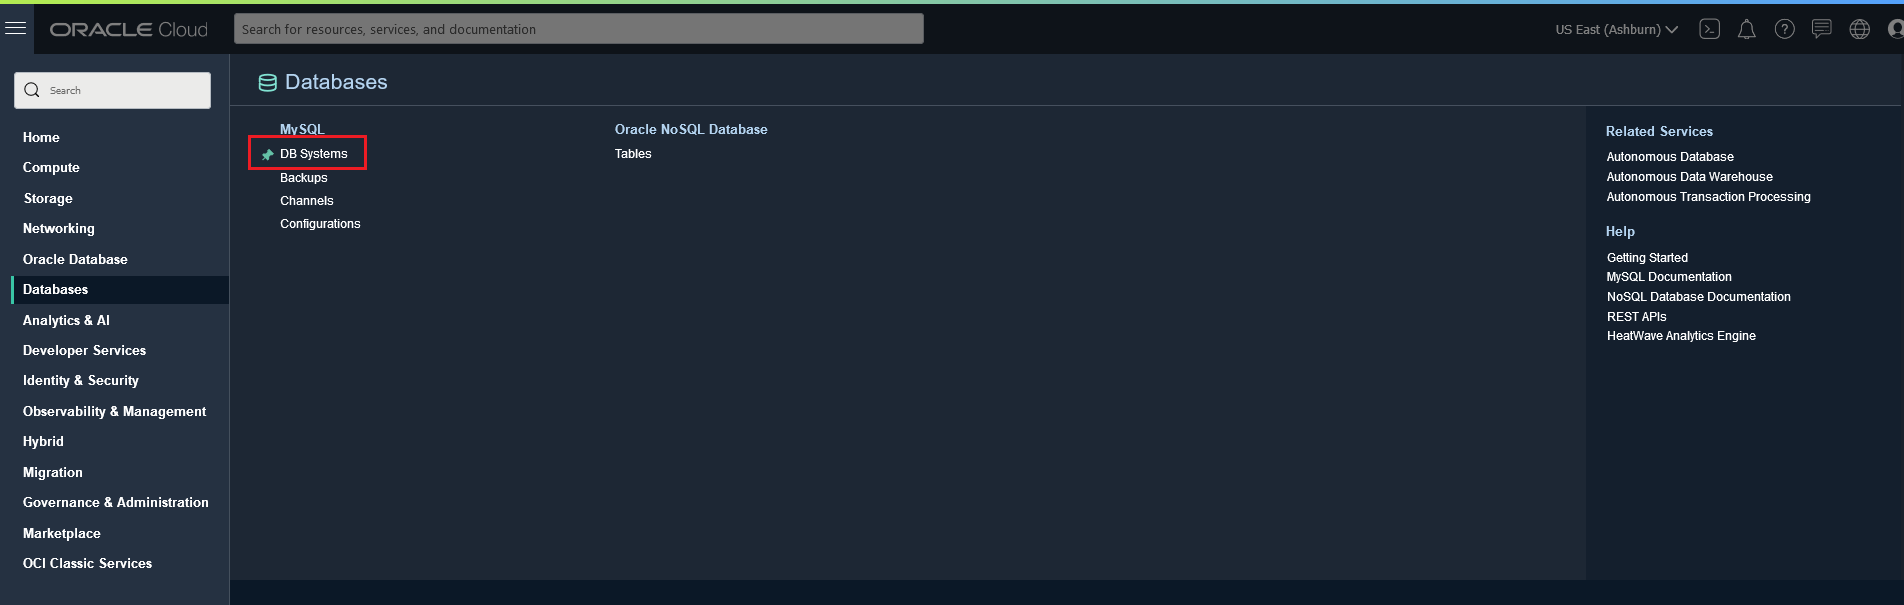 ORACLE Cloud
Search for resources, services, and documentation
US East (Ashburn)
Search
Home
Compute
Storage
Networking
Oracle Database
Databases
Analytics & AI
Developer Services
Identity & Security
Observability & Management
Hybrid
Migration
Governance & Administration
Marketplace
OCI Classic Services
Databases
MySQL
DB Systems
Backups
Channels
Configurations
Oracle NoSQL Database
Tables
Related Services
Autonomous Database
Autonomous Data Warehouse
Autonomous Transaction Processing
Help
Getting Started
MySQL Documentation
NoSQL Database Documentation
REST APIs
HeatWave Analytics Engine